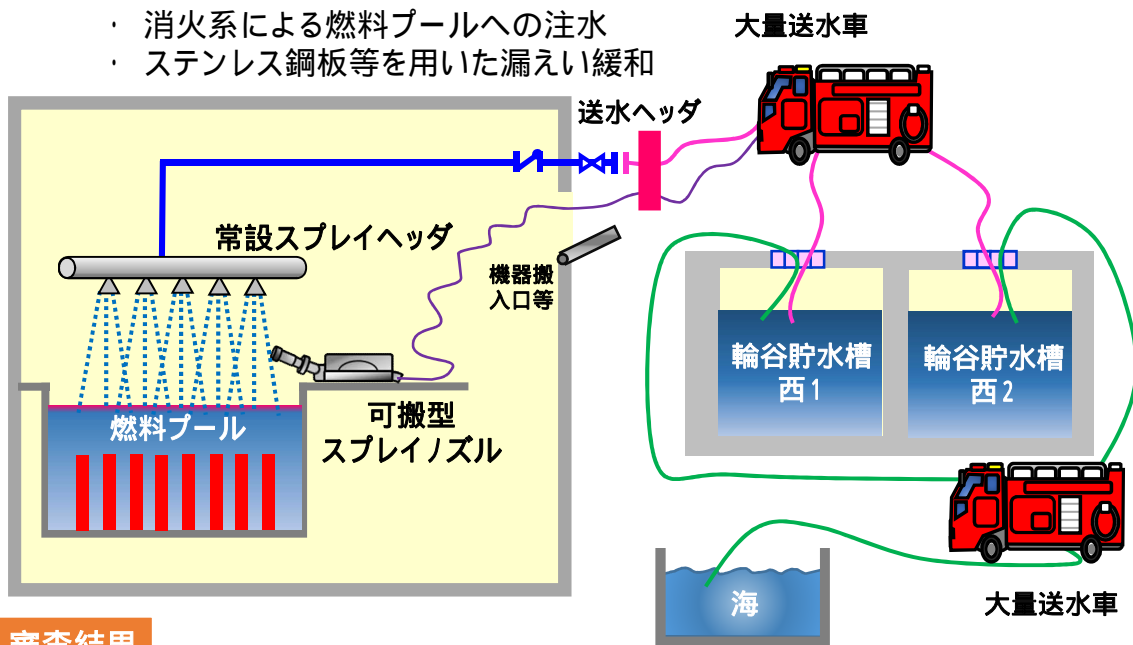 ・ 消火系による燃料プールへの注水
・ ステンレス鋼板等を用いた漏えい緩和
大量送水車
送水ヘッダ
常設スプレイヘッダ
機器搬
入口等
輪谷貯水槽
西1
輪谷貯水槽
西2
燃料プール
可搬型
スプレイノズル
海
大量送水車
審査結果